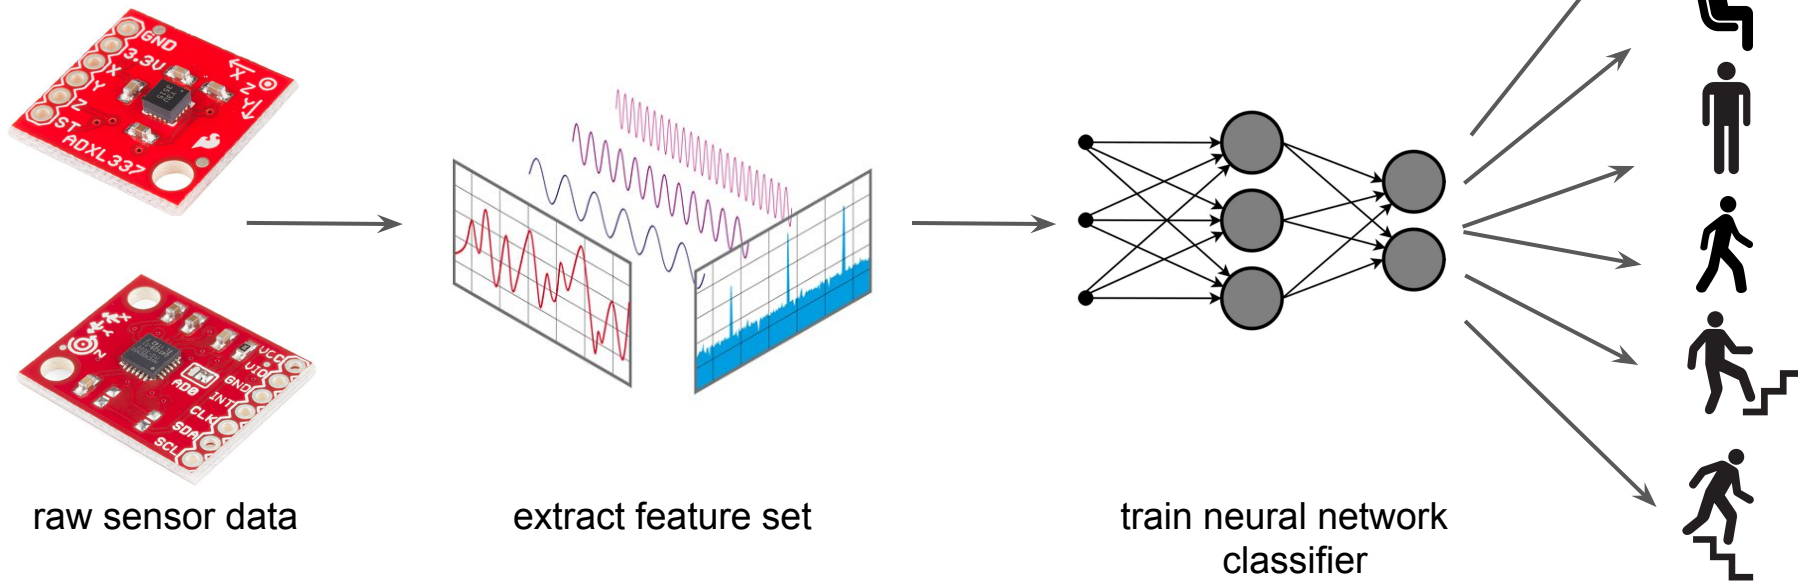 GND
3.3V
X
Y
Z
ST
ADXL337
X
Z
Y
X
Y
Z
AD0
VCC
VIO
GND
INT
CLK
SDA
SCL
raw sensor data
extract feature set
train neural network
classifier